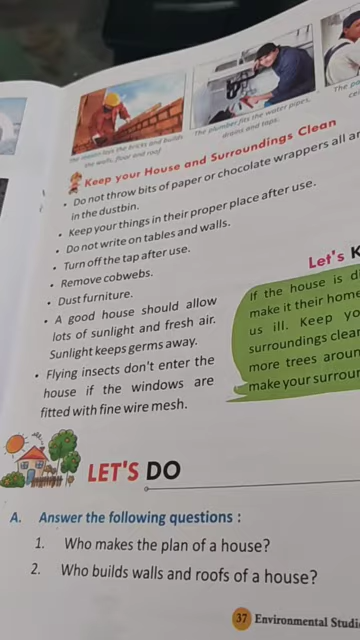 The masons lays the bricks and builds
the walls, floor and roof
The plumber fits the water pipes,
drains and taps.
The
Keep your House and Surroundings Clean
• Do not throw bits of paper or chocolate wrappers all
in the dustbin.
• Keep your things in their proper place after use.
• Do not write on tables and walls.
• Turn off the tap after use.
• Remove cobwebs.
• Dust furniture.
• A good house should allow
lots of sunlight and fresh air.
Sunlight keeps germs away.
• Flying insects don't enter the
house if the windows are
fitted with fine wire mesh.
Let's K
If the house is d
make it their home
us ill. Keep yo
surroundings clear
more trees aroun
make your surrour
LET'S DO
A. Answer the following questions :
1. Who makes the plan of a house?
2. Who builds walls and roofs of a house?
37 Environmental Studi